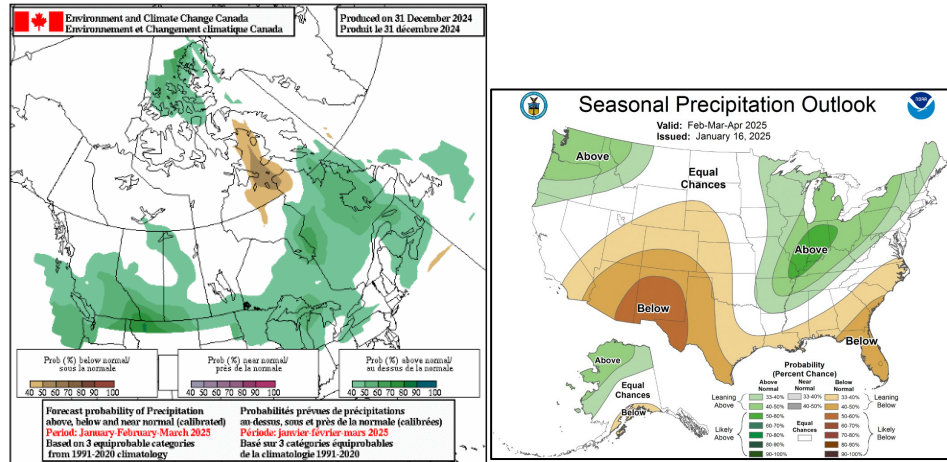 Environment and Climate Change Canada
Environnement et Changement climatique Canada
Produced on 31 December 2024
Produit le 31 décembre 2024
Prob (%) below normal/
sous la normale
40 50 60 70 80 90 100
Prob (%) near normal/
près de la normale
40 50 60 70 80 90 100
Prob (%) above normal/
au dessus de la normale
40 50 60 70 80 90 100
Forecast probability of Precipitation
above, below and near normal (calibrated)
Period: January-February-March 2025
Based on 3 equiprobable categories
from 1991-2020 climatology
Probabilités prévues de précipitations
au-dessus, sous et près de la normale (calibrées)
Période: janvier-février-mars 2025
Basé sur 3 catégories équiprobables
de la climatologie 1991-2020
Seasonal Precipitation Outlook
Valid: Feb-Mar-Apr 2025
Issued: January 16, 2025
Above
Equal
Chances
Above
Below
Below
Above
Equal
Chances
Below
Probability
(Percent Chance)
Above
Normal
Near
Normal
Below
Normal
Leaning
Above
33-40%
40-50%
50-60%
Likely
Above
60-70%
70-80%
80-90%
90-100%
33-40%
40-50%
Equal
Chances
33-40%
40-50%
50-60%
Leaning
Below
60-70%
70-80%
80-90%
90-100%
Likely
Below